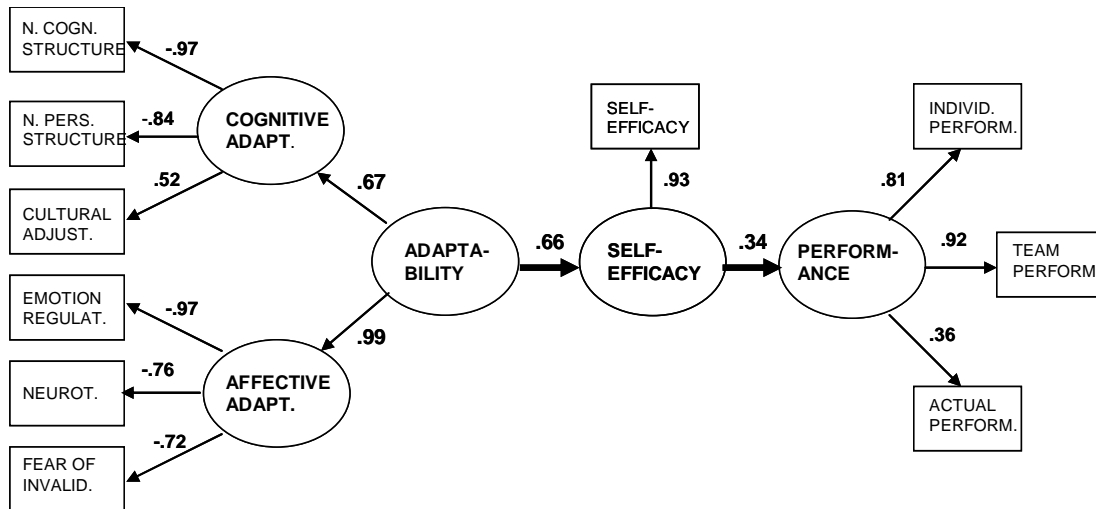 N. COGN.
STRUCTURE
-.97
N. PERS.
STRUCTURE
-.84
CULTURAL
ADJUST.
.52
COGNITIVE
ADAPT.
.67
EMOTION
REGULAT.
-.97
NEUROT.
-.76
FEAR OF
INVALID.
-.72
AFFECTIVE
ADAPT.
.99
ADAPTA-
BILITY
.66
SELF-
EFFICACY
.93
SELF-
EFFICACY
.34
PERFORM-
ANCE
INDIVID.
PERFORM.
.81
.92
TEAM
PERFORM.
.36
ACTUAL
PERFORM.